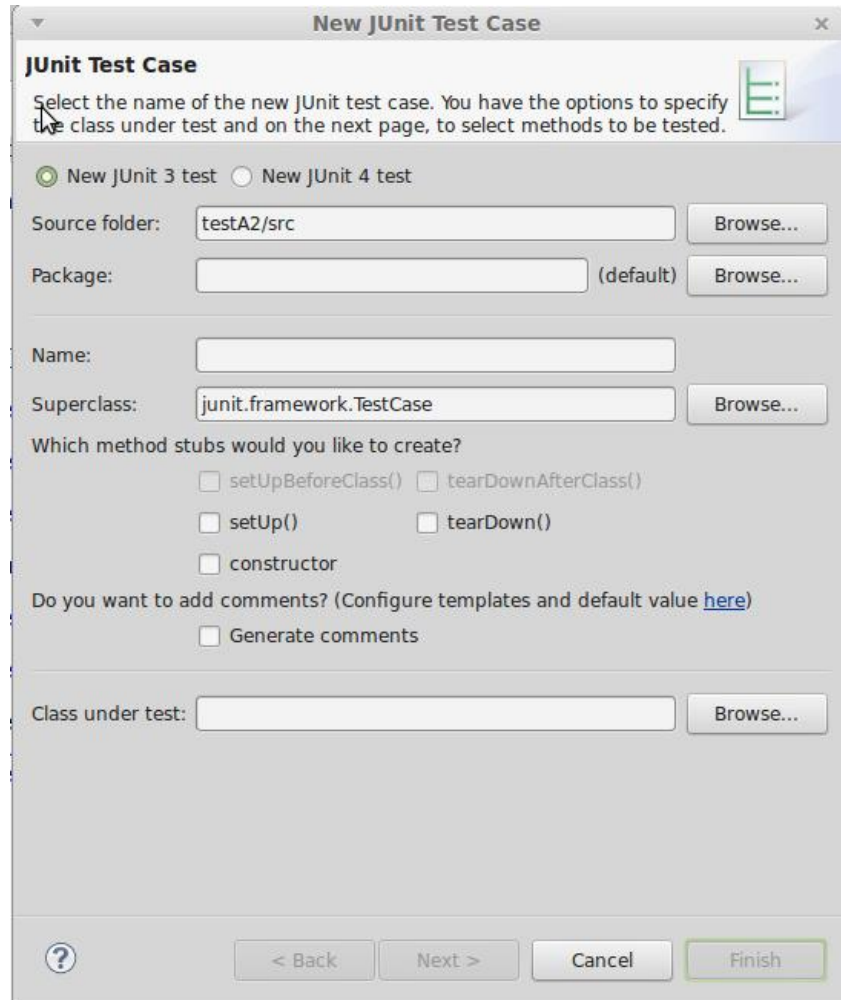 New JUnit Test Case
JUnit Test Case
Select the name of the new JUnit test case. You have the options to specify
the class under test and on the next page, to select methods to be tested.
New JUnit 3 test New JUnit 4 test
Source folder: testA2/src Browse...
Package: (default) Browse...
Name:
Superclass: junit.framework.TestCase Browse...
Which method stubs would you like to create?
setUpBeforeClass() tearDownAfterClass()
setUp() tearDown()
constructor
Do you want to add comments? (Configure templates and default value here)
Generate comments
Class under test: Browse...
? < Back Next > Cancel Finish